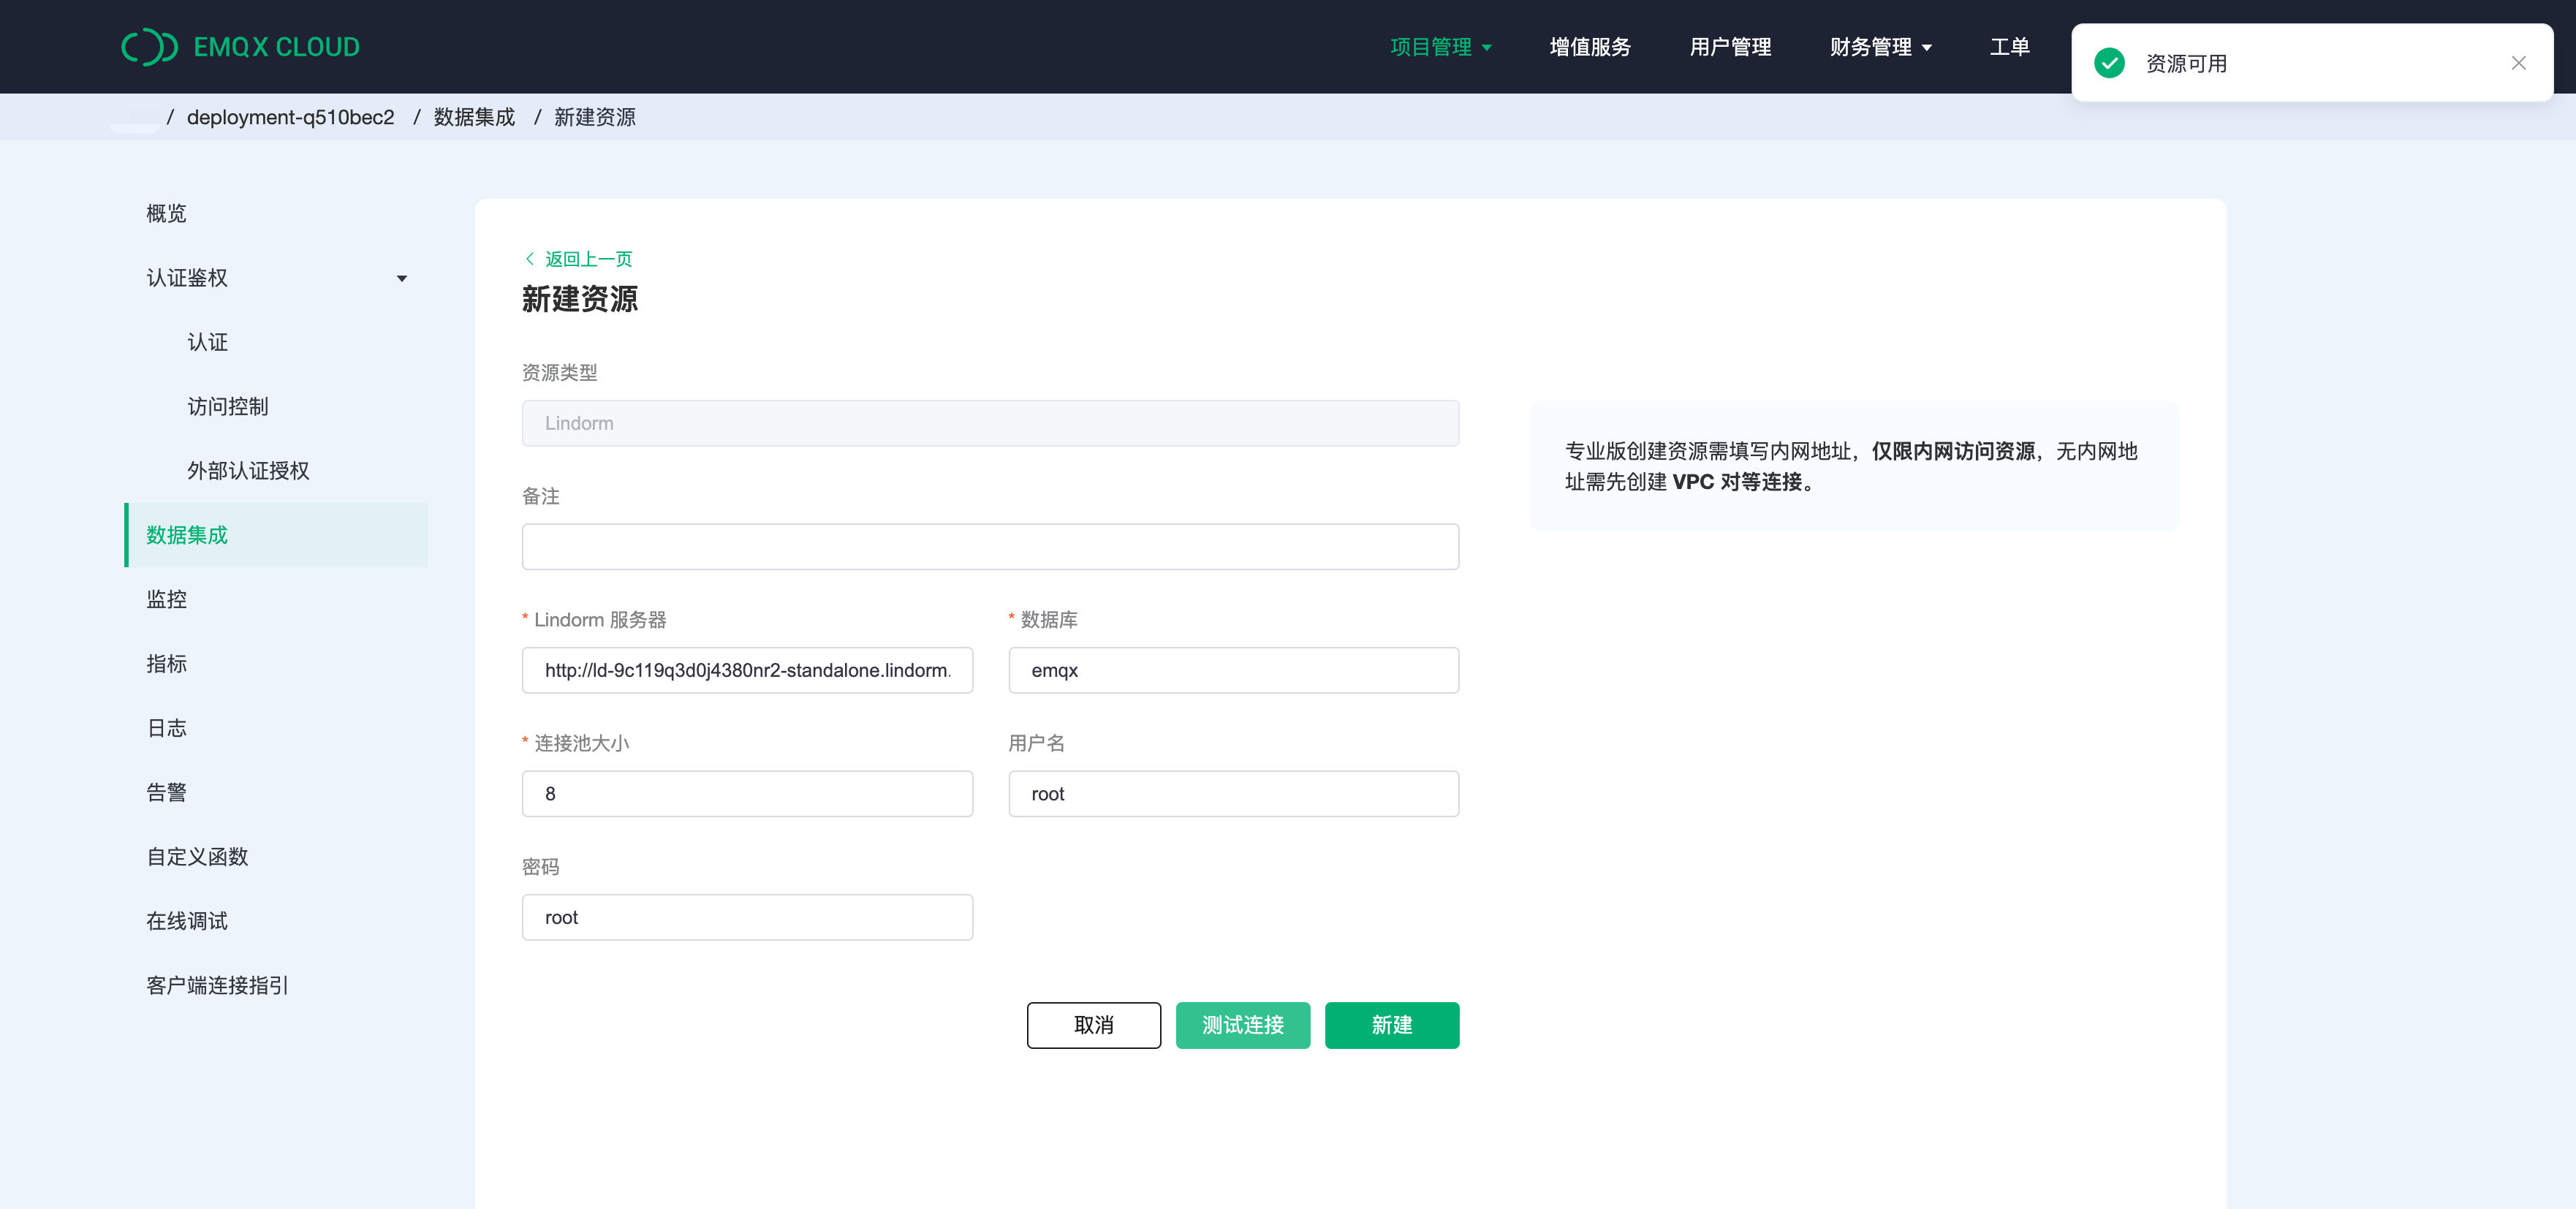 EMQX CLOUD
项目管理
增值服务
用户管理
财务管理
工单
资源可用
/ deployment-q510bec2 / 数据集成 / 新建资源
概览
认证鉴权
认证
访问控制
外部认证授权
数据集成
监控
指标
日志
告警
自定义函数
在线调试
客户端连接指引
返回上一页
新建资源
资源类型
Lindorm
备注
* Lindorm 服务器
http://ld-9c119q3d0j4380nr2-standalone.lindorm.
* 数据库
emqx
* 连接池大小
8
用户名
root
密码
root
取消
测试连接
新建
专业版创建资源需填写内网地址，仅限内网访问资源，无内网地
址需先创建 VPC 对等连接。